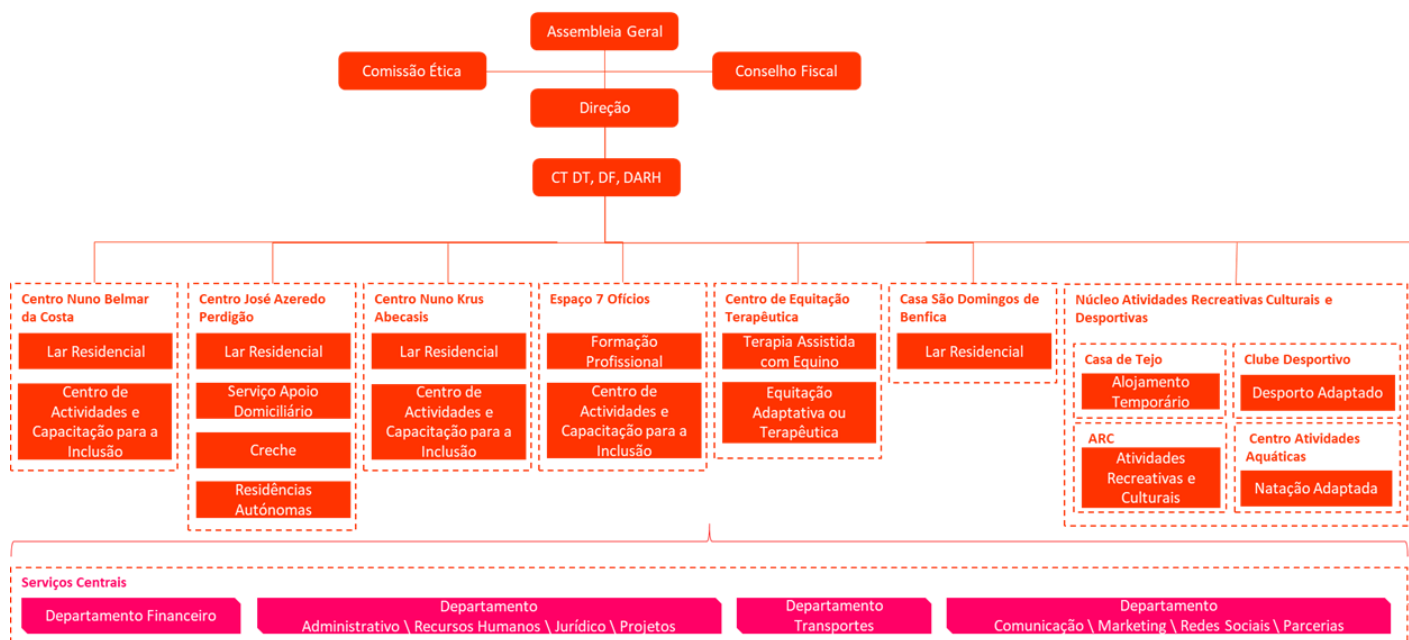 Assembleia Geral
Comissão Ética
Conselho Fiscal
Direção
CT DT, DF, DARH
Centro Nuno Belmar
da Costa
Lar Residencial
Centro de
Actividades e
Capacitação para a
Inclusão
Centro José Azeredo
Perdigão
Lar Residencial
Serviço Apoio
Domiciliário
Creche
Residências
Autónomas
Centro Nuno Krus
Abecasis
Lar Residencial
Centro de
Actividades e
Capacitação para a
Inclusão
Espaço 7 Ofícios
Formação
Profissional
Centro de
Actividades e
Capacitação para a
Inclusão
Centro de Equitação
Terapêutica
Terapia Assistida
com Equino
Equitação
Adaptativa ou
Terapêutica
Casa São Domingos de
Benfica
Lar Residencial
Núcleo Atividades Recreativas Culturais e
Desportivas
Casa de Tejo
Alojamento
Temporário
Clube Desportivo
Desporto Adaptado
ARC
Atividades
Recreativas e
Culturais
Centro Atividades
Aquáticas
Natação Adaptada
Serviços Centrais
Departamento Financeiro
Departamento
Administrativo \ Recursos Humanos \ Jurídico \ Projetos
Departamento
Transportes
Departamento
Comunicação \ Marketing \ Redes Sociais \ Parcerias